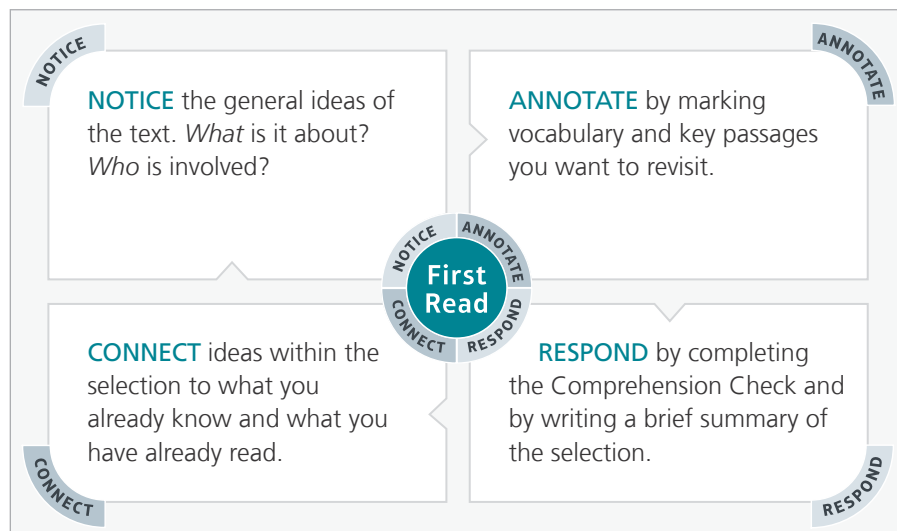 NOTICE
NOTICE the general ideas of
the text. What is it about?
Who is involved?
ANNOTATE
ANNOTATE by marking
vocabulary and key passages
you want to revisit.
NOTICE
ANNOTATE
First
Read
CONNECT
RESPOND
CONNECT ideas within the
selection to what you
already know and what you
have already read.
CONNECT
RESPOND by completing
the Comprehension Check and
by writing a brief summary of
the selection.
RESPOND